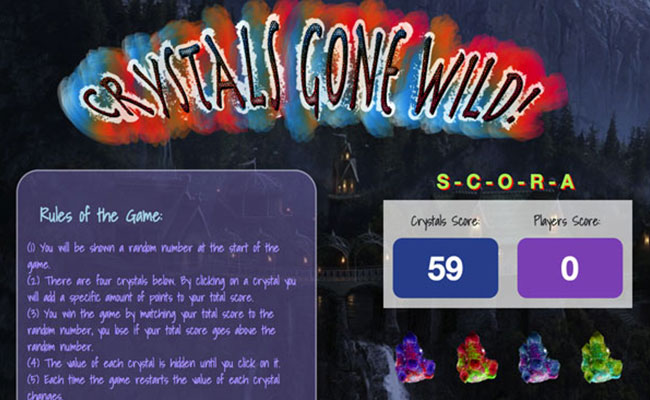 CRYSTALS GONE WILD!
S-C-O-R-A
Rules of the Game:
(1) You will be shown a random number at the start of the
game.
(2) There are four crystals below. By clicking on a crystal you
will add a specific amount of points to your total score.
(3) You win the game by matching your total score to the
random number, you lose if your total score goes above the
random number.
(4) The value of each crystal is hidden until you click on it.
(5) Each time the game restarts the value of each crystal
changes.
Crystals Score:
Players Score:
59
0